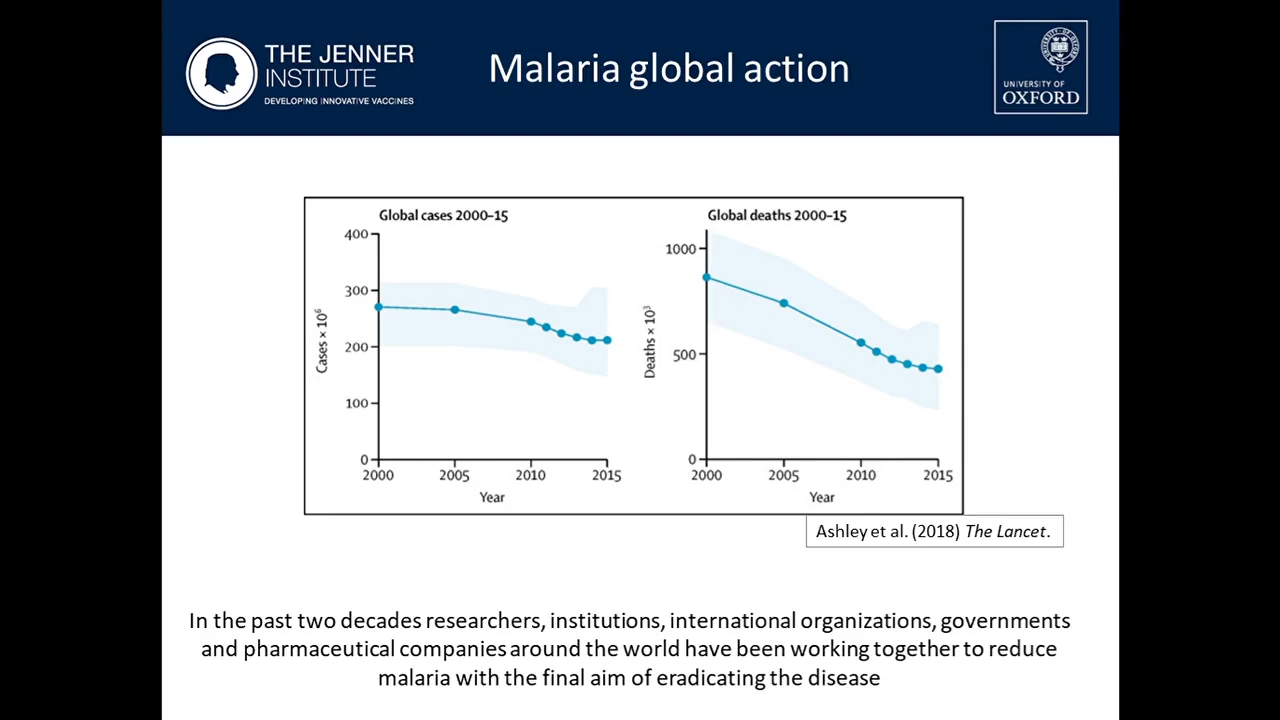 THE JENNER
INSTITUTE
DEVELOPING INNOVATIVE VACCINES
Malaria global action
UNIVERSITY OF
OXFORD
Global cases 2000–15
400
300
200
100
0
Cases × 10⁶
2000 2005 2010 2015
Year
Global deaths 2000–15
1000
500
0
Deaths × 10³
2000 2005 2010 2015
Year
Ashley et al. (2018) The Lancet.
In the past two decades researchers, institutions, international organizations, governments
and pharmaceutical companies around the world have been working together to reduce
malaria with the final aim of eradicating the disease